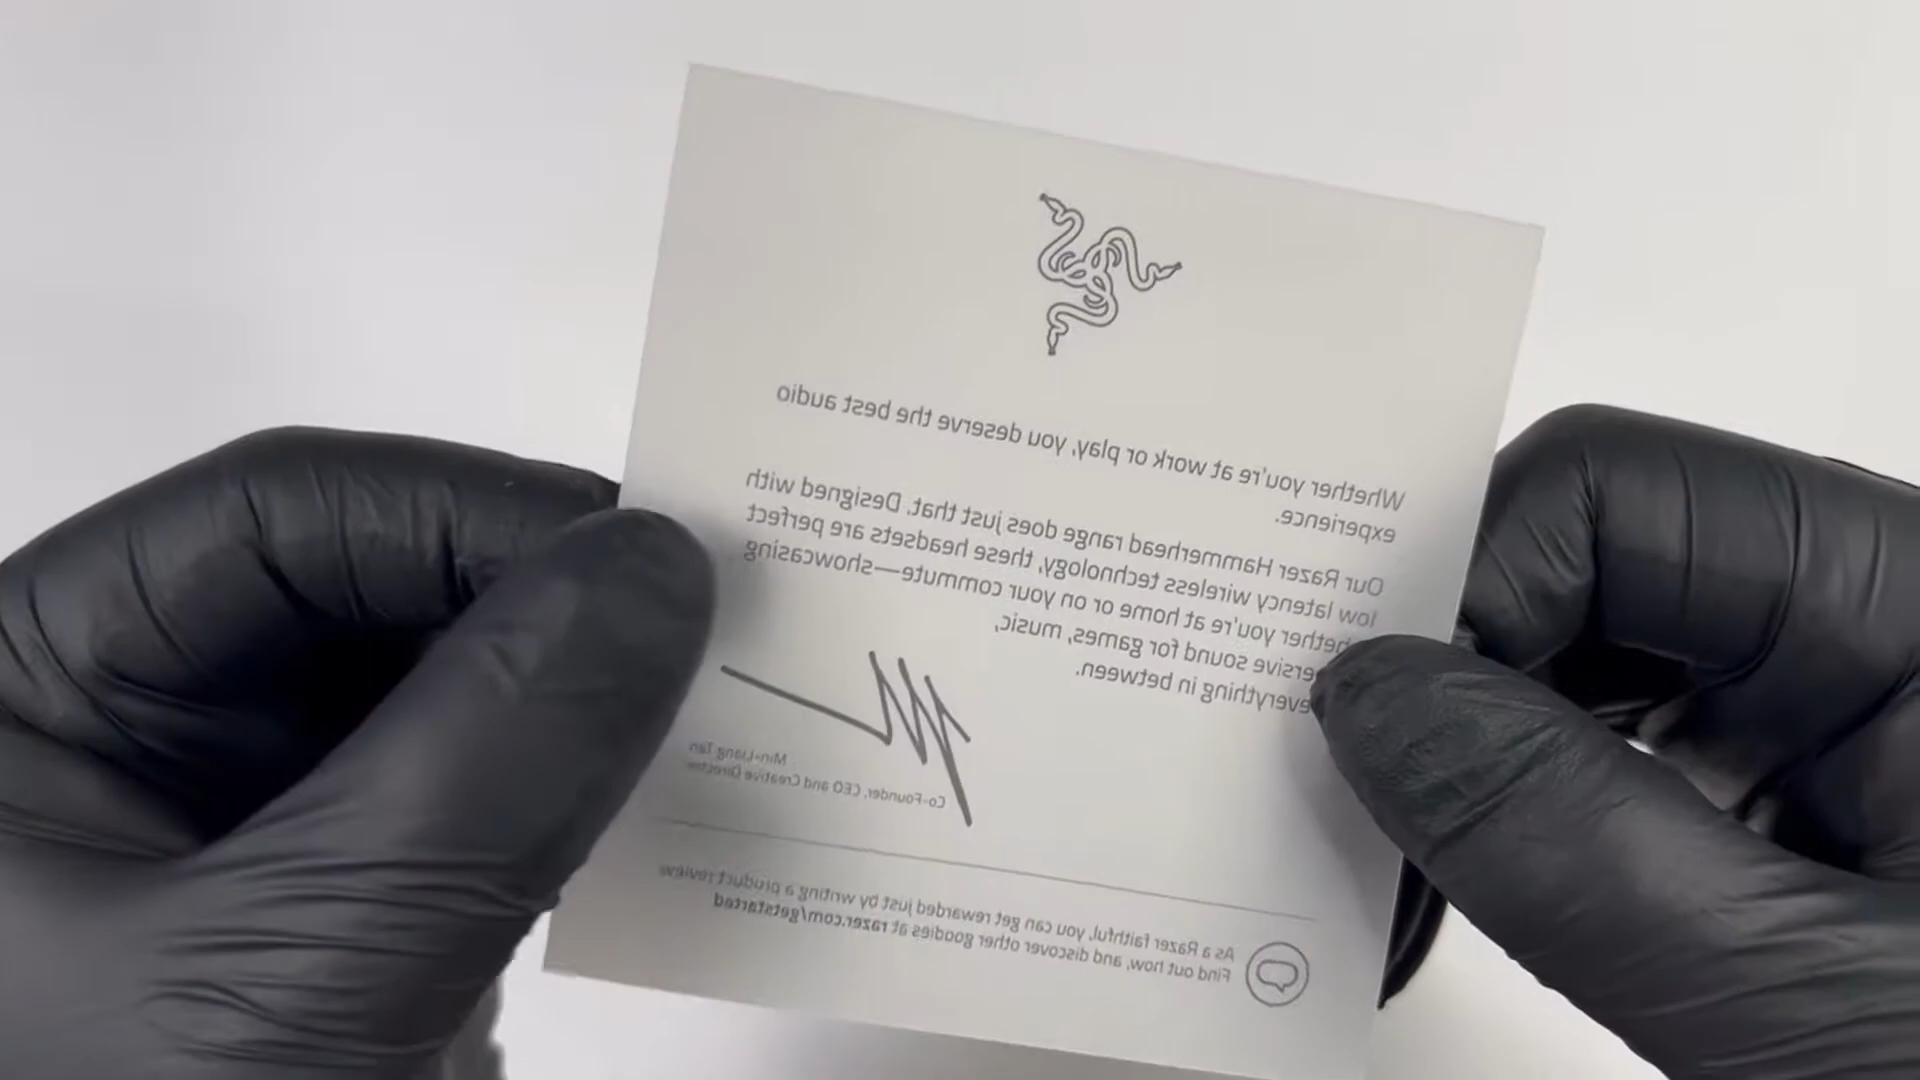 Whether you're at work or play, you deserve the best audio
experience.
Our Razer Hammerhead range does just that. Designed with
low latency wireless technology, these headsets are perfect
hether you're at home or on your commute—showcasing
ersive sound for games, music,
everything in between.
Min-Liang Tan
Co-Founder, CEO and Creative Director
As a Razer faithful, you can get rewarded just by writing a product review.
Find out how, and discover other goodies at razer.com/getstarted